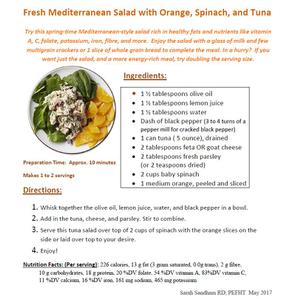 Fresh Mediterranean Salad with Orange, Spinach, and Tuna
Try this spring-time Mediterranean-style salad rich in healthy fats and nutrients like vitamin
A, C, folate, potassium, iron, fibre, and more. Enjoy the salad with a glass of milk and few
multigrain crackers or 1 slice of whole grain bread to complete the meal. In a hurry? If you
want just the salad, and a more energy-rich meal, try doubling the serving size.
Ingredients:
• 1 ½ tablespoons olive oil
• 1 ½ tablespoons lemon juice
• 1 ½ tablespoons water
• Dash of black pepper (3 to 4 turns of a
pepper mill for cracked black pepper)
• 1 can tuna ( 5 ounce), drained
• 2 tablespoons feta OR goat cheese
• 2 tablespoons fresh parsley
(or 2 teaspoons dried)
• 2 cups baby spinach
• 1 medium orange, peeled and sliced
Preparation Time: Approx. 10 minutes
Makes 1 to 2 servings
Directions:
1. Whisk together the olive oil, lemon juice, water, and black pepper in a bowl.
2. Add in the tuna, cheese, and parsley. Stir to combine.
3. Serve this tuna salad over top of 2 cups of spinach with the orange slices on the
side or laid over top to your desire.
4. Enjoy!
Nutrition Facts: (Per serving): 226 calories, 13 g fat (3 gram saturated, 0.0g trans), 2 g fibre,
10 g carbohydrates, 18 g protein, 20 %DV folate, 54 %DV vitamin A, 83%DV vitamin C,
11 % calcium, 16 %DV iron, 161 mg sodium, 465 mg potassium
Sarah Sandham RD, PEFHT May 2017